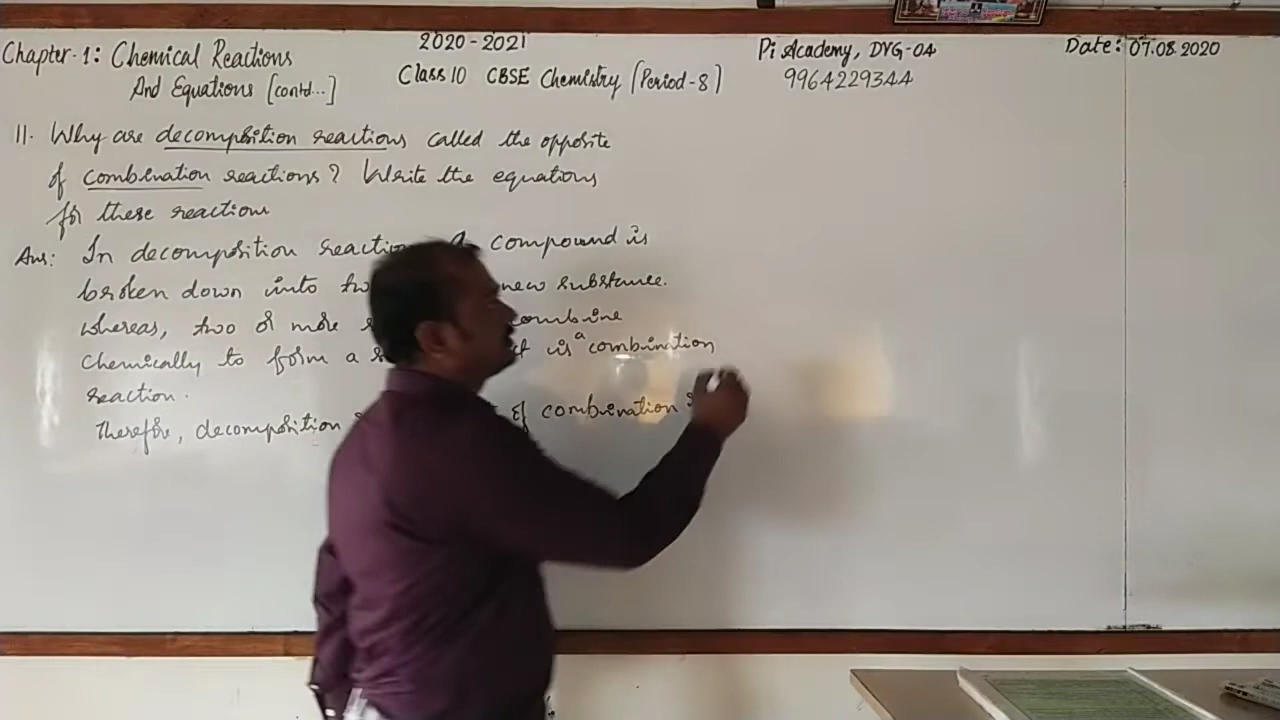 2020-2021
Chapter-1: Chemical Reactions
And Equations [contd...]
Class 10 CBSE Chemistry (Period-8)
Pi Academy, DVG-04
9964229344
Date: 07.08.2020
11. Why are decomposition reactions called the opposite
of combination reactions? Write the equations
for these reactions
Ans: In decomposition compound is
broken down into new substance.
whereas, two or more combine
chemically to form a is a combination
reaction.
Therefore, decomposition of combination